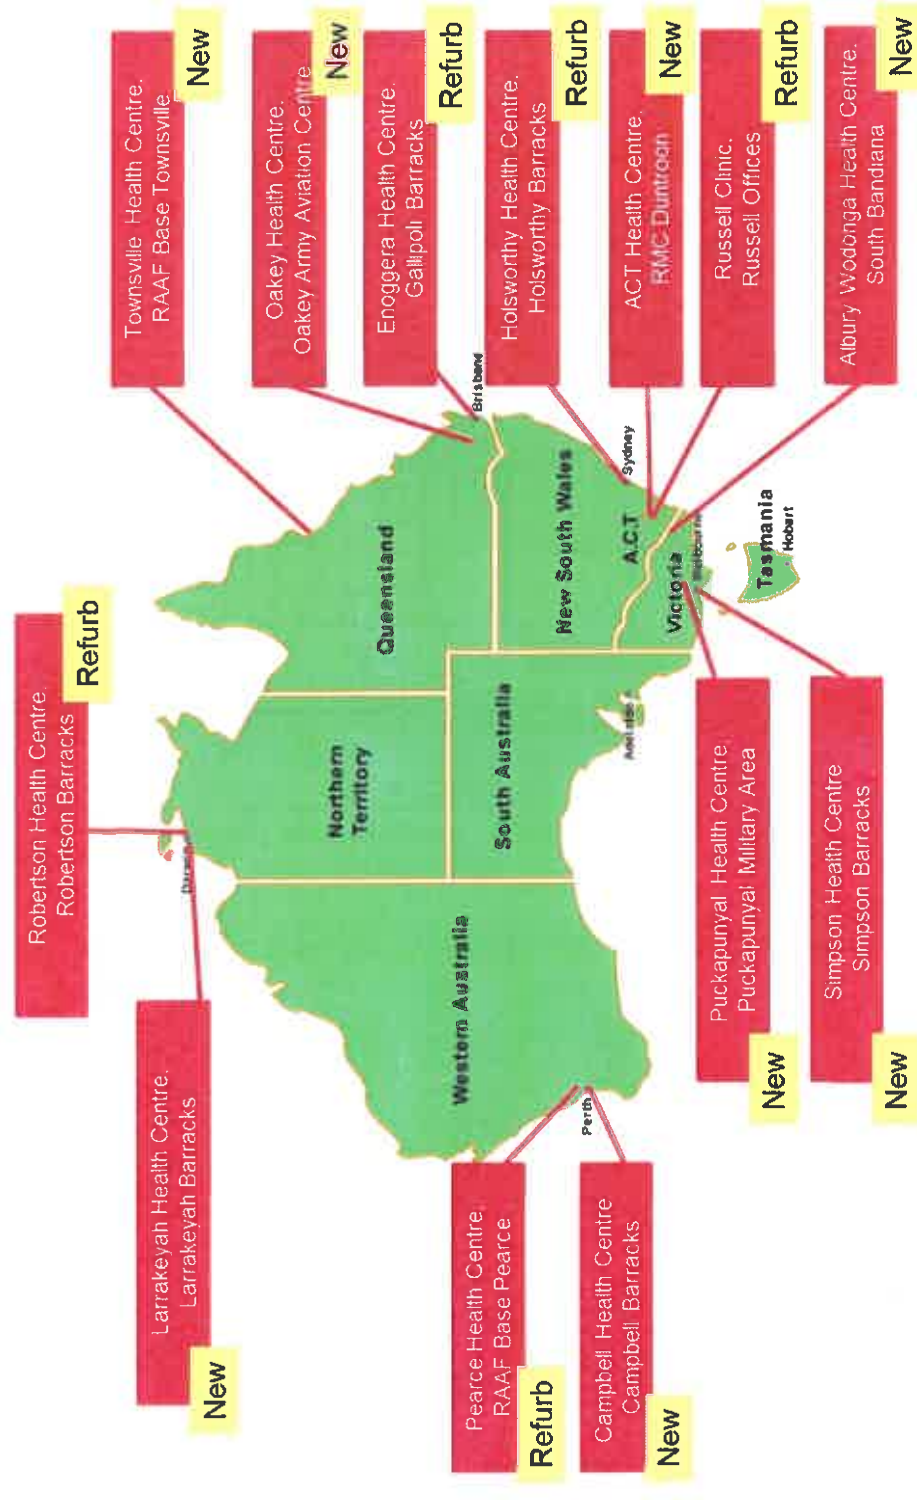 Robertson Health Centre.
Robertson Barracks
Refurb
Larrakeyah Health Centre.
Larrakeyah Barracks
New
Townsville Health Centre.
RAAF Base Townsville
New
Oakey Health Centre.
Oakey Army Aviation Centre
New
Enoggera Health Centre.
Gallipoli Barracks
Refurb
Holsworthy Health Centre.
Holsworthy Barracks
Refurb
ACT Health Centre.
RMC Duntroon
New
Russell Clinic.
Russell Offices
Refurb
Albury Wodonga Health Centre.
South Bandiana
New
Pearce Health Centre.
RAAF Base Pearce
Refurb
Campbell Health Centre
Campbell Barracks
New
Puckapunyal Health Centre.
Puckapunyal Military Area
New
Simpson Health Centre
Simpson Barracks
New
Darwin
Northern
Territory
Queensland
Brisbane
Western Australia
South Australia
New South Wales
Sydney
A.C.T
Perth
Adelaide
Victoria
Melbourne
Tasmania
Hobart